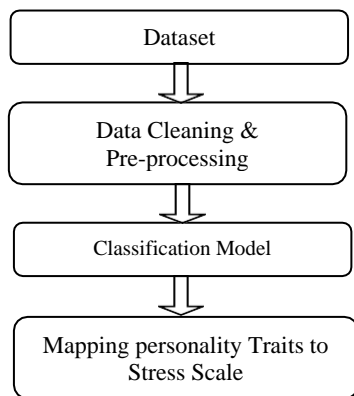 Dataset
Data Cleaning &
Pre-processing
Classification Model
Mapping personality Traits to
Stress Scale